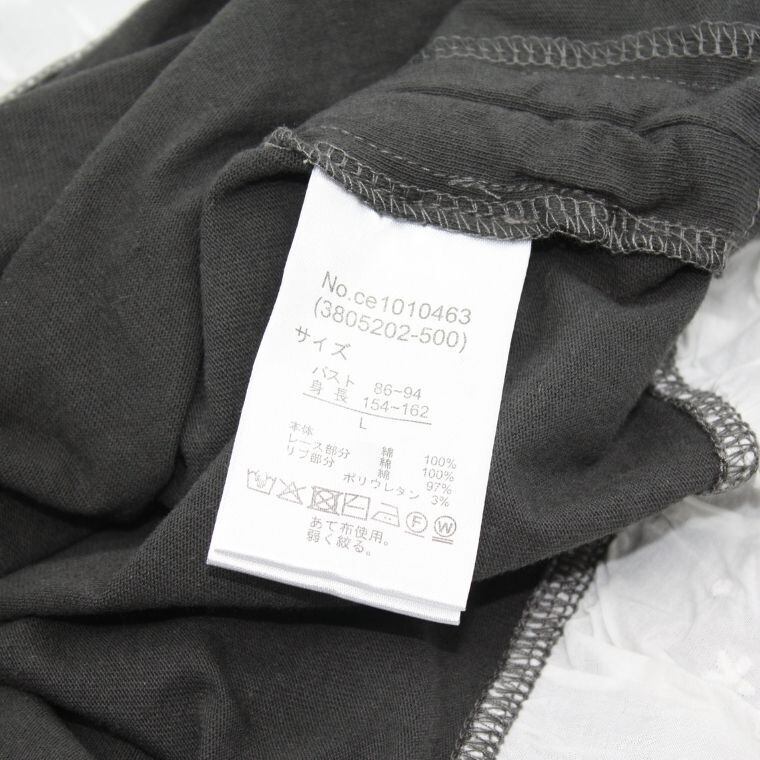 No.ce1010463
(3805202-500)
サイズ
バスト 86~94
身長 154~162
L
本体 綿 100%
レース部分 綿 100%
リブ部分 綿 97%
ポリウレタン 3%
F W
あて布使用。
弱く絞る。